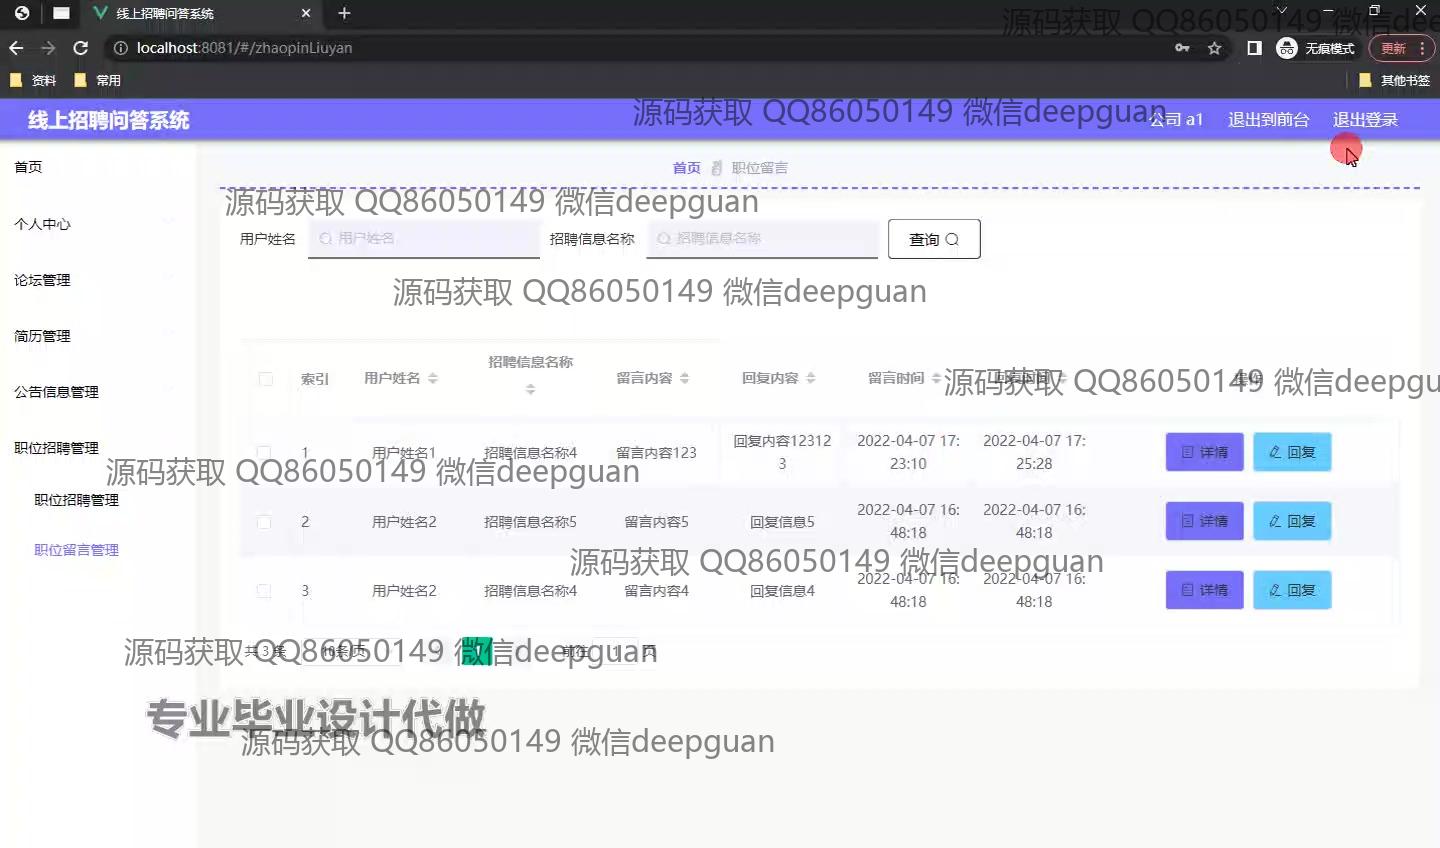 线上招聘问答系统
localhost:8081/#/zhaopinLiuyan
无痕模式
更新
资料
常用
其他书签
源码获取 QQ86050149 微信dee
线上招聘问答系统
源码获取 QQ86050149 微信deepguan
公司 a1
退出到前台
退出登录
首页
个人中心
论坛管理
简历管理
公告信息管理
职位招聘管理
职位招聘管理
职位留言管理
首页
职位留言
源码获取 QQ86050149 微信deepguan
用户姓名
用户姓名
招聘信息名称
招聘信息名称
查询
源码获取 QQ86050149 微信deepguan
索引
用户姓名
招聘信息名称
留言内容
回复内容
留言时间
回复时间
操作
源码获取 QQ86050149 微信deepgu
1
用户姓名1
招聘信息名称4
留言内容123
回复内容12312
3
2022-04-07 17:
23:10
2022-04-07 17:
25:28
详情
回复
源码获取 QQ86050149 微信deepguan
2
用户姓名2
招聘信息名称5
留言内容5
回复信息5
2022-04-07 16:
48:18
2022-04-07 16:
48:18
详情
回复
源码获取 QQ86050149 微信deepguan
3
用户姓名2
招聘信息名称4
留言内容4
回复信息4
2022-04-07 16:
48:18
2022-04-07 16:
48:18
详情
回复
共 3 条
10条/页
1
前往
1
页
源码获取 QQ86050149 微信deepguan
专业毕业设计代做
源码获取 QQ86050149 微信deepguan